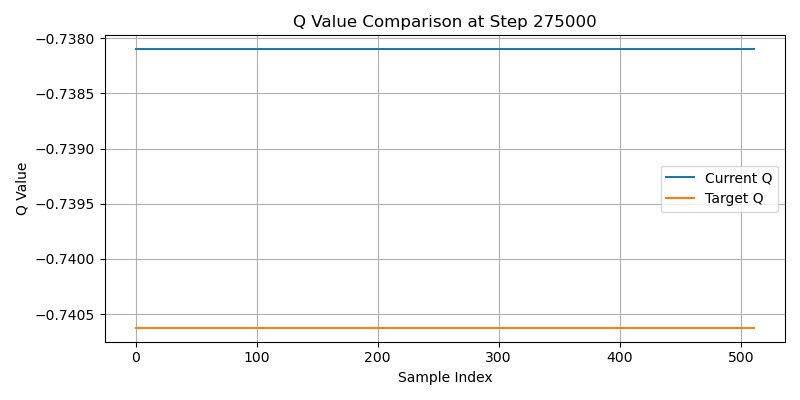 Q Value Comparison at Step 275000
−0.7380
−0.7385
−0.7390
−0.7395
−0.7400
−0.7405
Q Value
Current Q
Target Q
0 100 200 300 400 500
Sample Index